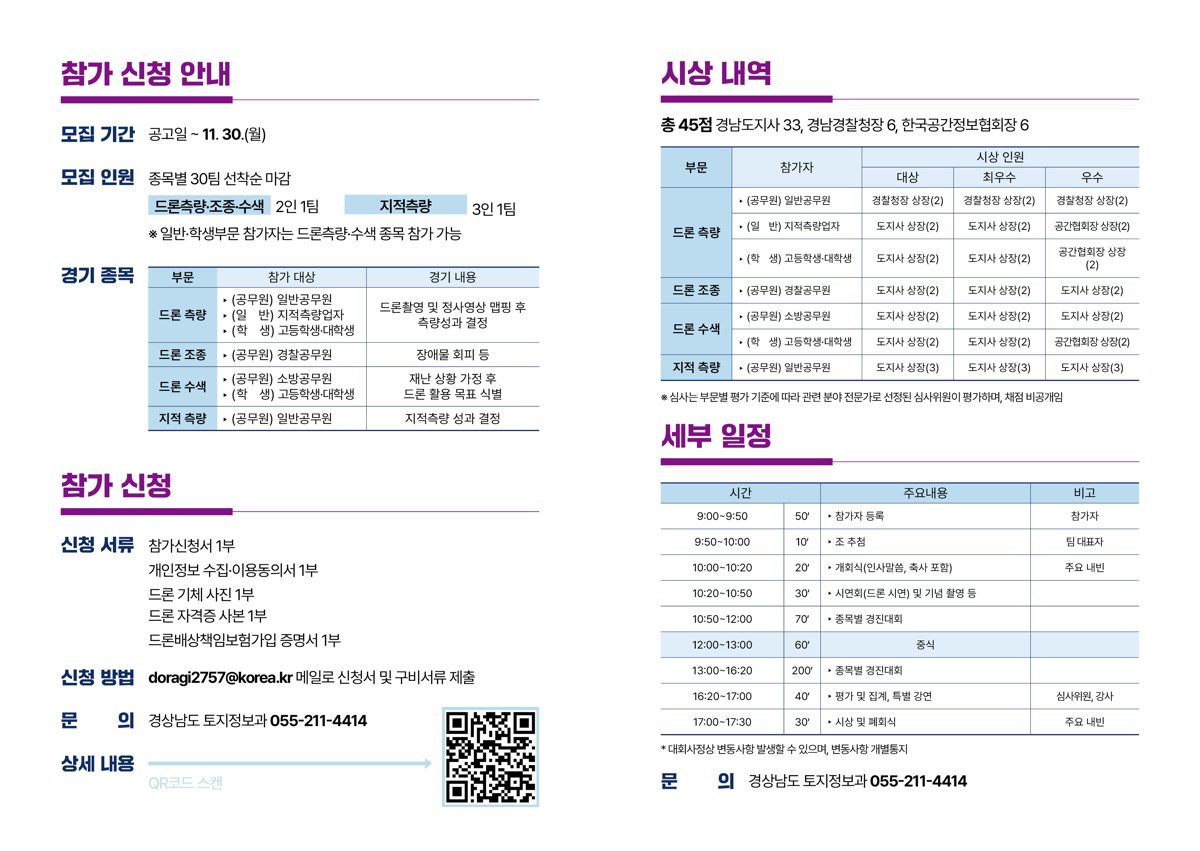 참가 신청 안내
모집 기간 공고일 ~ 11. 30.(월)
모집 인원 종목별 30팀 선착순 마감
드론측량·조종·수색 2인 1팀 지적측량 3인 1팀
※ 일반·학생부문 참가자는 드론측량·수색 종목 참가 가능
경기 종목
부문 참가 대상 경기 내용
드론 측량
‣ (공무원) 일반공무원
‣ (일 반) 지적측량업자
‣ (학 생) 고등학생·대학생
드론촬영 및 정사영상 맵핑 후
측량성과 결정
드론 조종 ‣ (공무원) 경찰공무원 장애물 회피 등
드론 수색
‣ (공무원) 소방공무원
‣ (학 생) 고등학생·대학생
재난 상황 가정 후
드론 활용 목표 식별
지적 측량 ‣ (공무원) 일반공무원 지적측량 성과 결정
참가 신청
신청 서류 참가신청서 1부
개인정보 수집·이용동의서 1부
드론 기체 사진 1부
드론 자격증 사본 1부
드론배상책임보험가입 증명서 1부
신청 방법 doragi2757@korea.kr 메일로 신청서 및 구비서류 제출
문 의 경상남도 토지정보과 055-211-4414
상세 내용
QR코드 스캔
시상 내역
총 45점 경남도지사 33, 경남경찰청장 6, 한국공간정보협회장 6
부문 참가자 시상 인원
대상 최우수 우수
드론 측량
‣ (공무원) 일반공무원 경찰청장 상장(2) 경찰청장 상장(2) 경찰청장 상장(2)
‣ (일 반) 지적측량업자 도지사 상장(2) 도지사 상장(2) 공간협회장 상장(2)
‣ (학 생) 고등학생·대학생 도지사 상장(2) 도지사 상장(2) 공간협회장 상장
(2)
드론 조종 ‣ (공무원) 경찰공무원 도지사 상장(2) 도지사 상장(2) 도지사 상장(2)
드론 수색
‣ (공무원) 소방공무원 도지사 상장(2) 도지사 상장(2) 도지사 상장(2)
‣ (학 생) 고등학생·대학생 도지사 상장(2) 도지사 상장(2) 공간협회장 상장(2)
지적 측량 ‣ (공무원) 일반공무원 도지사 상장(3) 도지사 상장(3) 도지사 상장(3)
※ 심사는 부문별 평가 기준에 따라 관련 분야 전문가로 선정된 심사위원이 평가하며, 채점 비공개임
세부 일정
시간 주요내용 비고
9:00~9:50 50′ ‣ 참가자 등록 참가자
9:50~10:00 10′ ‣ 조 추첨 팀 대표자
10:00~10:20 20′ ‣ 개회식(인사말씀, 축사 포함) 주요 내빈
10:20~10:50 30′ ‣ 시연회(드론 시연) 및 기념 촬영 등
10:50~12:00 70′ ‣ 종목별 경진대회
12:00~13:00 60′ 중식
13:00~16:20 200′ ‣ 종목별 경진대회
16:20~17:00 40′ ‣ 평가 및 집계, 특별 강연 심사위원, 강사
17:00~17:30 30′ ‣ 시상 및 폐회식 주요 내빈
* 대회사정상 변동사항 발생할 수 있으며, 변동사항 개별통지
문 의 경상남도 토지정보과 055-211-4414